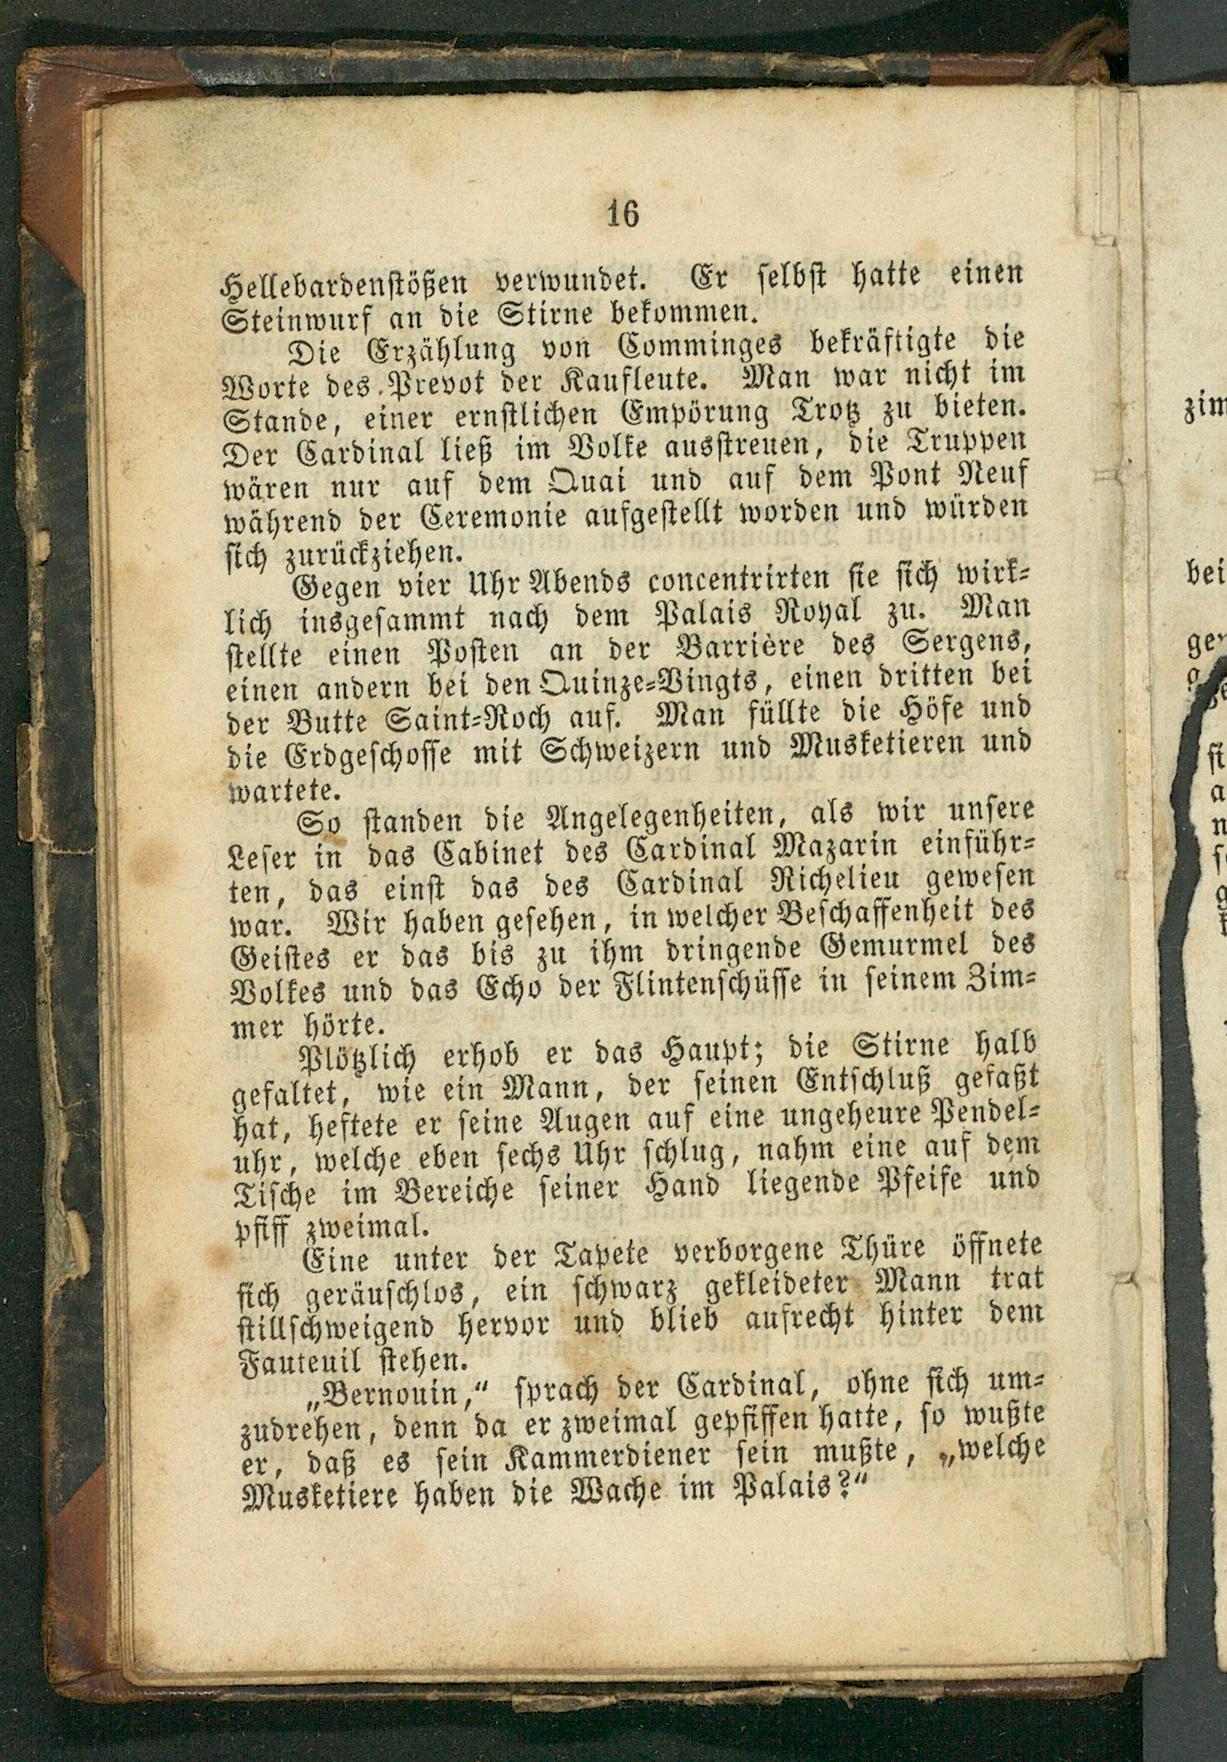 16
Hellebardenstößen verwundet. Er selbst hatte einen
Steinwurf an die Stirne bekommen.
Die Erzählung von Comminges bekräftigte die
Worte des Prevot der Kaufleute. Man war nicht im
Stande, einer ernstlichen Empörung Trotz zu bieten.
Der Cardinal ließ im Volke ausstreuen, die Truppen
wären nur auf dem Quai und auf dem Pont Neuf
während der Ceremonie aufgestellt worden und würden
sich zurückziehen.
Gegen vier Uhr Abends concentrirten sie sich wirk-
lich insgesammt nach dem Palais Royal zu. Man
stellte einen Posten an der Barrière des Sergens,
einen andern bei den Quinze-Vingts, einen dritten bei
der Butte Saint-Roch auf. Man füllte die Höfe und
die Erdgeschosse mit Schweizern und Musketieren und
wartete.
So standen die Angelegenheiten, als wir unsere
Leser in das Cabinet des Cardinal Mazarin einführ-
ten, das einst das des Cardinal Richelieu gewesen
war. Wir haben gesehen, in welcher Beschaffenheit des
Geistes er das bis zu ihm dringende Gemurmel des
Volkes und das Echo der Flintenschüsse in seinem Zim-
mer hörte.
Plötzlich erhob er das Haupt; die Stirne halb
gefaltet, wie ein Mann, der seinen Entschluß gefaßt
hat, heftete er seine Augen auf eine ungeheure Pendel-
uhr, welche eben sechs Uhr schlug, nahm eine auf dem
Tische im Bereiche seiner Hand liegende Pfeife und
pfiff zweimal.
Eine unter der Tapete verborgene Thüre öffnete
sich geräuschlos, ein schwarz gekleideter Mann trat
stillschweigend hervor und blieb aufrecht hinter dem
Fauteuil stehen.
„Bernouin,“ sprach der Cardinal, ohne sich um-
zudrehen, denn da er zweimal gepfiffen hatte, so wußte
er, daß es sein Kammerdiener sein mußte, „welche
Musketiere haben die Wache im Palais?“
zim
bei